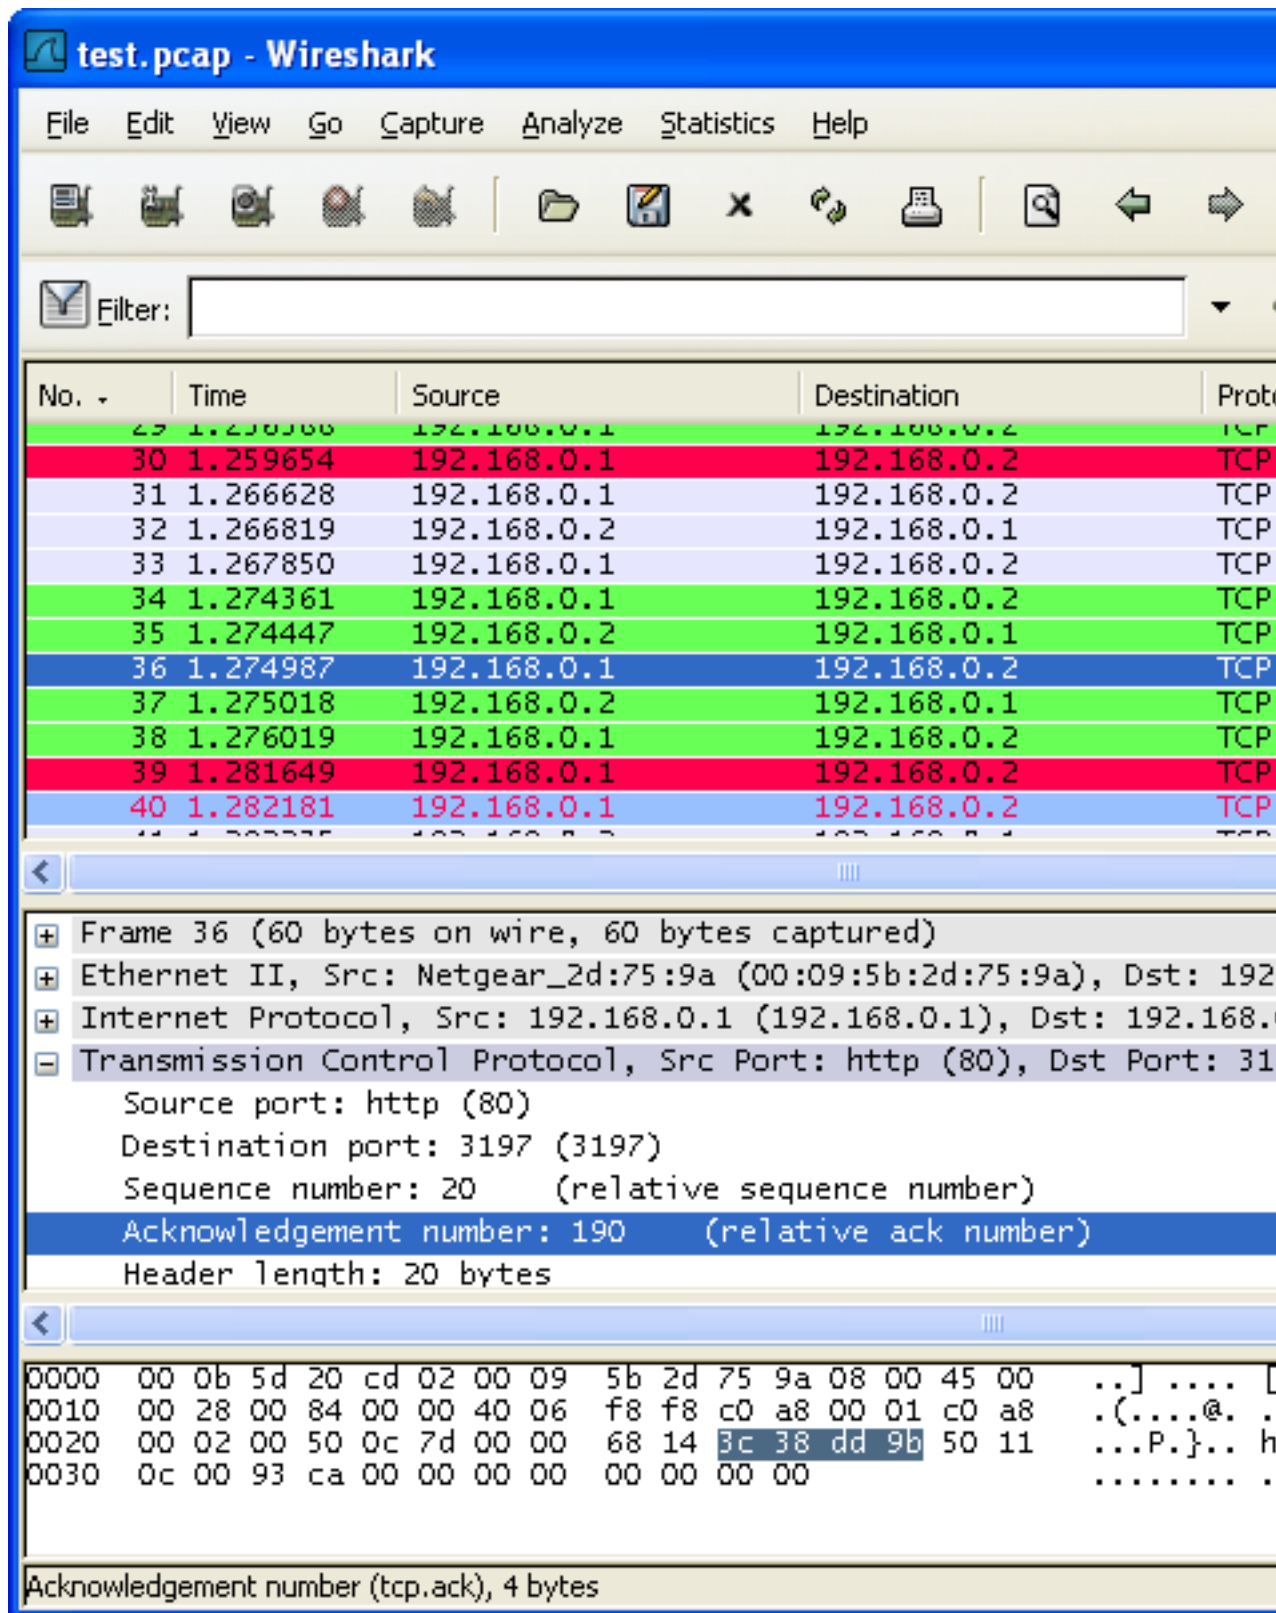 test.pcap - Wireshark
File Edit View Go Capture Analyze Statistics Help
Filter:
No. Time Source Destination Proto
29 1.256366 192.168.0.1 192.168.0.2 TCP
30 1.259654 192.168.0.1 192.168.0.2 TCP
31 1.266628 192.168.0.1 192.168.0.2 TCP
32 1.266819 192.168.0.2 192.168.0.1 TCP
33 1.267850 192.168.0.1 192.168.0.2 TCP
34 1.274361 192.168.0.1 192.168.0.2 TCP
35 1.274447 192.168.0.2 192.168.0.1 TCP
36 1.274987 192.168.0.1 192.168.0.2 TCP
37 1.275018 192.168.0.2 192.168.0.1 TCP
38 1.276019 192.168.0.1 192.168.0.2 TCP
39 1.281649 192.168.0.1 192.168.0.2 TCP
40 1.282181 192.168.0.1 192.168.0.2 TCP
Frame 36 (60 bytes on wire, 60 bytes captured)
Ethernet II, Src: Netgear_2d:75:9a (00:09:5b:2d:75:9a), Dst: 192
Internet Protocol, Src: 192.168.0.1 (192.168.0.1), Dst: 192.168.
Transmission Control Protocol, Src Port: http (80), Dst Port: 31
Source port: http (80)
Destination port: 3197 (3197)
Sequence number: 20 (relative sequence number)
Acknowledgement number: 190 (relative ack number)
Header length: 20 bytes
0000 00 0b 5d 20 cd 02 00 09 5b 2d 75 9a 08 00 45 00 ..] .... [
0010 00 28 00 84 00 00 40 06 f8 f8 c0 a8 00 01 c0 a8 .(....@. .
0020 00 02 00 50 0c 7d 00 00 68 14 3c 38 dd 9b 50 11 ...P.}.. h
0030 0c 00 93 ca 00 00 00 00 00 00 00 00 ........ .
Acknowledgement number (tcp.ack), 4 bytes